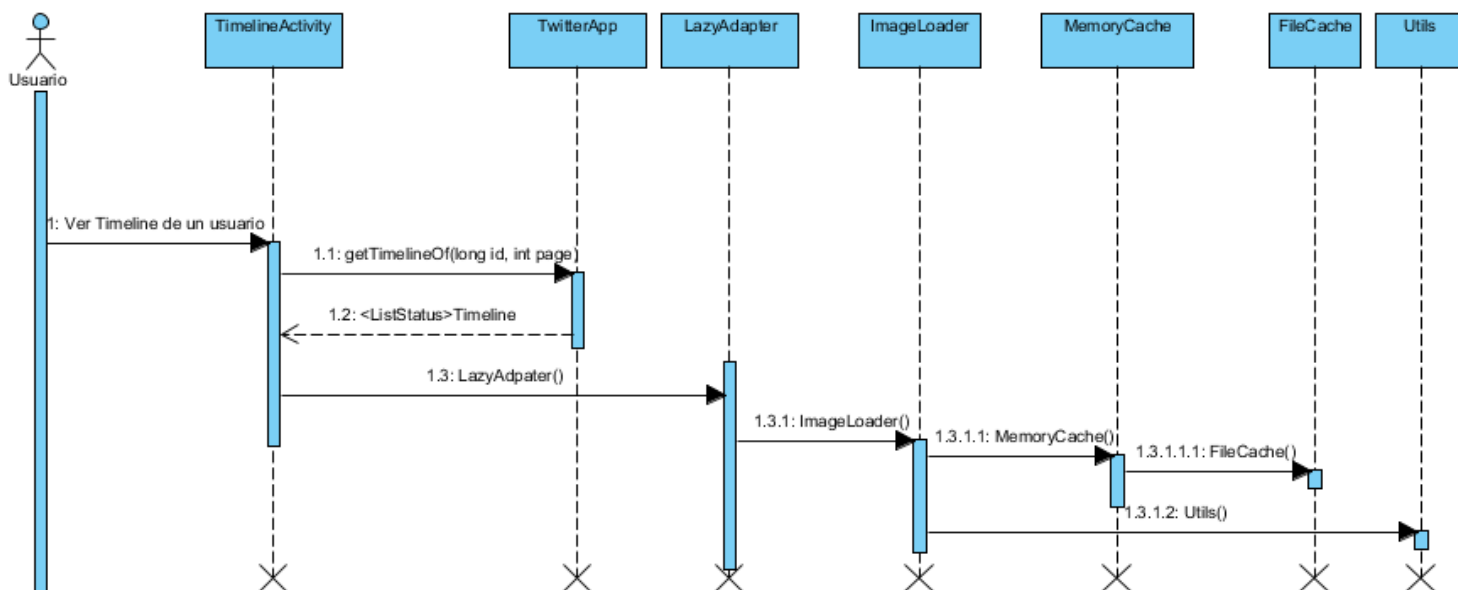 TimelineActivity
TwitterApp
LazyAdapter
ImageLoader
MemoryCache
FileCache
Utils
Usuario
1: Ver Timeline de un usuario
1.1: getTimelineOf(long id, int page)
1.2: <ListStatus>Timeline
1.3: LazyAdpater()
1.3.1: ImageLoader()
1.3.1.1: MemoryCache()
1.3.1.1.1: FileCache()
1.3.1.2: Utils()